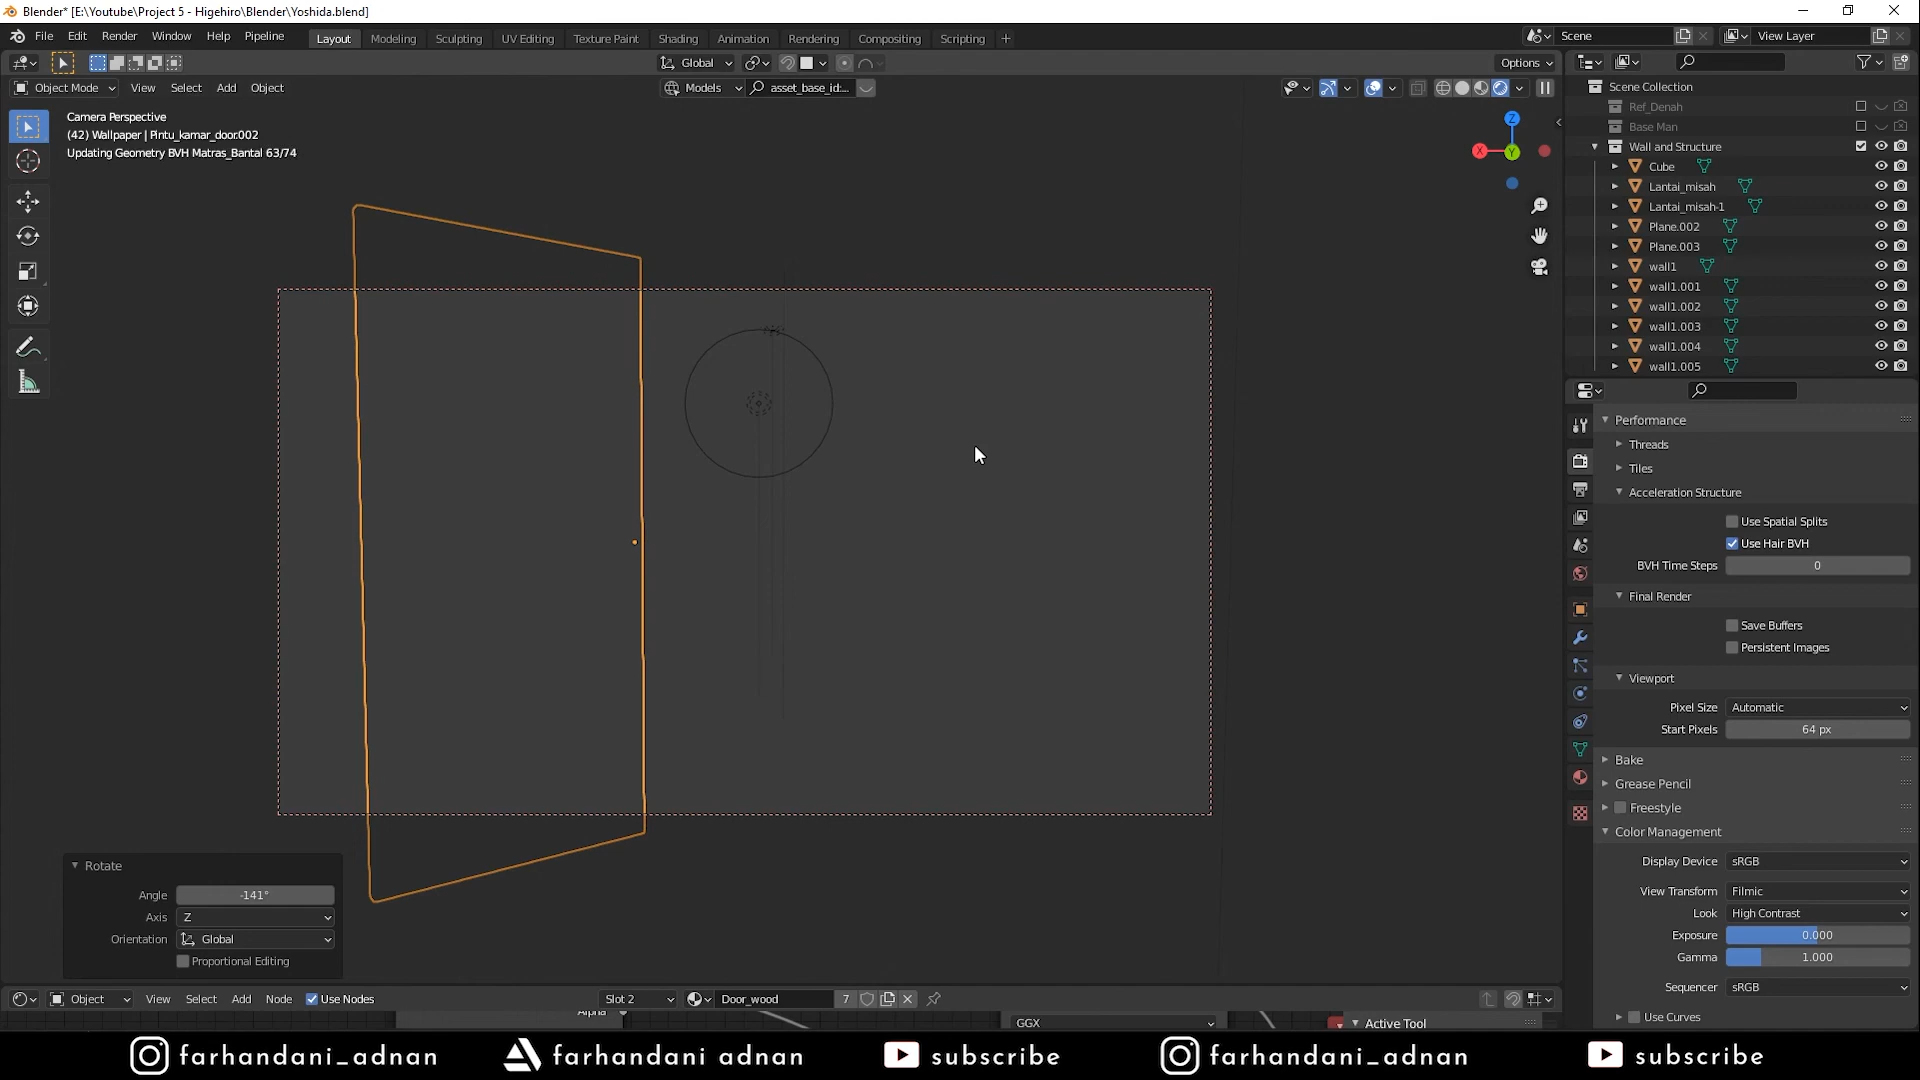 Blender* [E:\Youtube\Project 5 - Higehiro\Blender\Yoshida.blend]
File Edit Render Window Help Pipeline
Layout Modeling Sculpting UV Editing Texture Paint Shading Animation Rendering Compositing Scripting +
Scene
View Layer
Global
Options
Object Mode View Select Add Object
Models
asset_base_id:...
Camera Perspective
(42) Wallpaper | Pintu_kamar_door.002
Updating Geometry BVH Matras_Bantal 63/74
Z
X
Y
Scene Collection
Ref_Denah
Base Man
Wall and Structure
Cube
Lantai_misah
Lantai_misah-1
Plane.002
Plane.003
wall1
wall1.001
wall1.002
wall1.003
wall1.004
wall1.005
Performance
Threads
Tiles
Acceleration Structure
Use Spatial Splits
Use Hair BVH
BVH Time Steps 0
Final Render
Save Buffers
Persistent Images
Viewport
Pixel Size Automatic
Start Pixels 64 px
Bake
Grease Pencil
Freestyle
Color Management
Display Device sRGB
View Transform Filmic
Look High Contrast
Exposure 0.000
Gamma 1.000
Sequencer sRGB
Use Curves
Rotate
Angle -141°
Axis Z
Orientation Global
Proportional Editing
Object View Select Add Node Use Nodes
Slot 2
Door_wood 7
Alpha
GGX
Active Tool
farhandani_adnan farhandani adnan subscribe farhandani_adnan subscribe